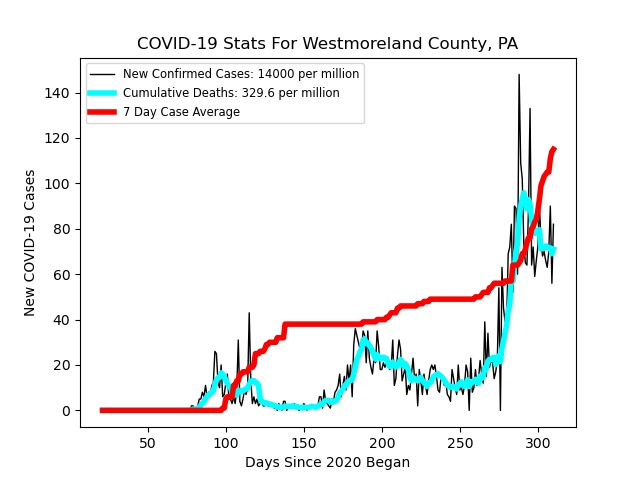 COVID-19 Stats For Westmoreland County, PA
New Confirmed Cases: 14000 per million
Cumulative Deaths: 329.6 per million
7 Day Case Average
New COVID-19 Cases
140
120
100
80
60
40
20
0
50 100 150 200 250 300
Days Since 2020 Began